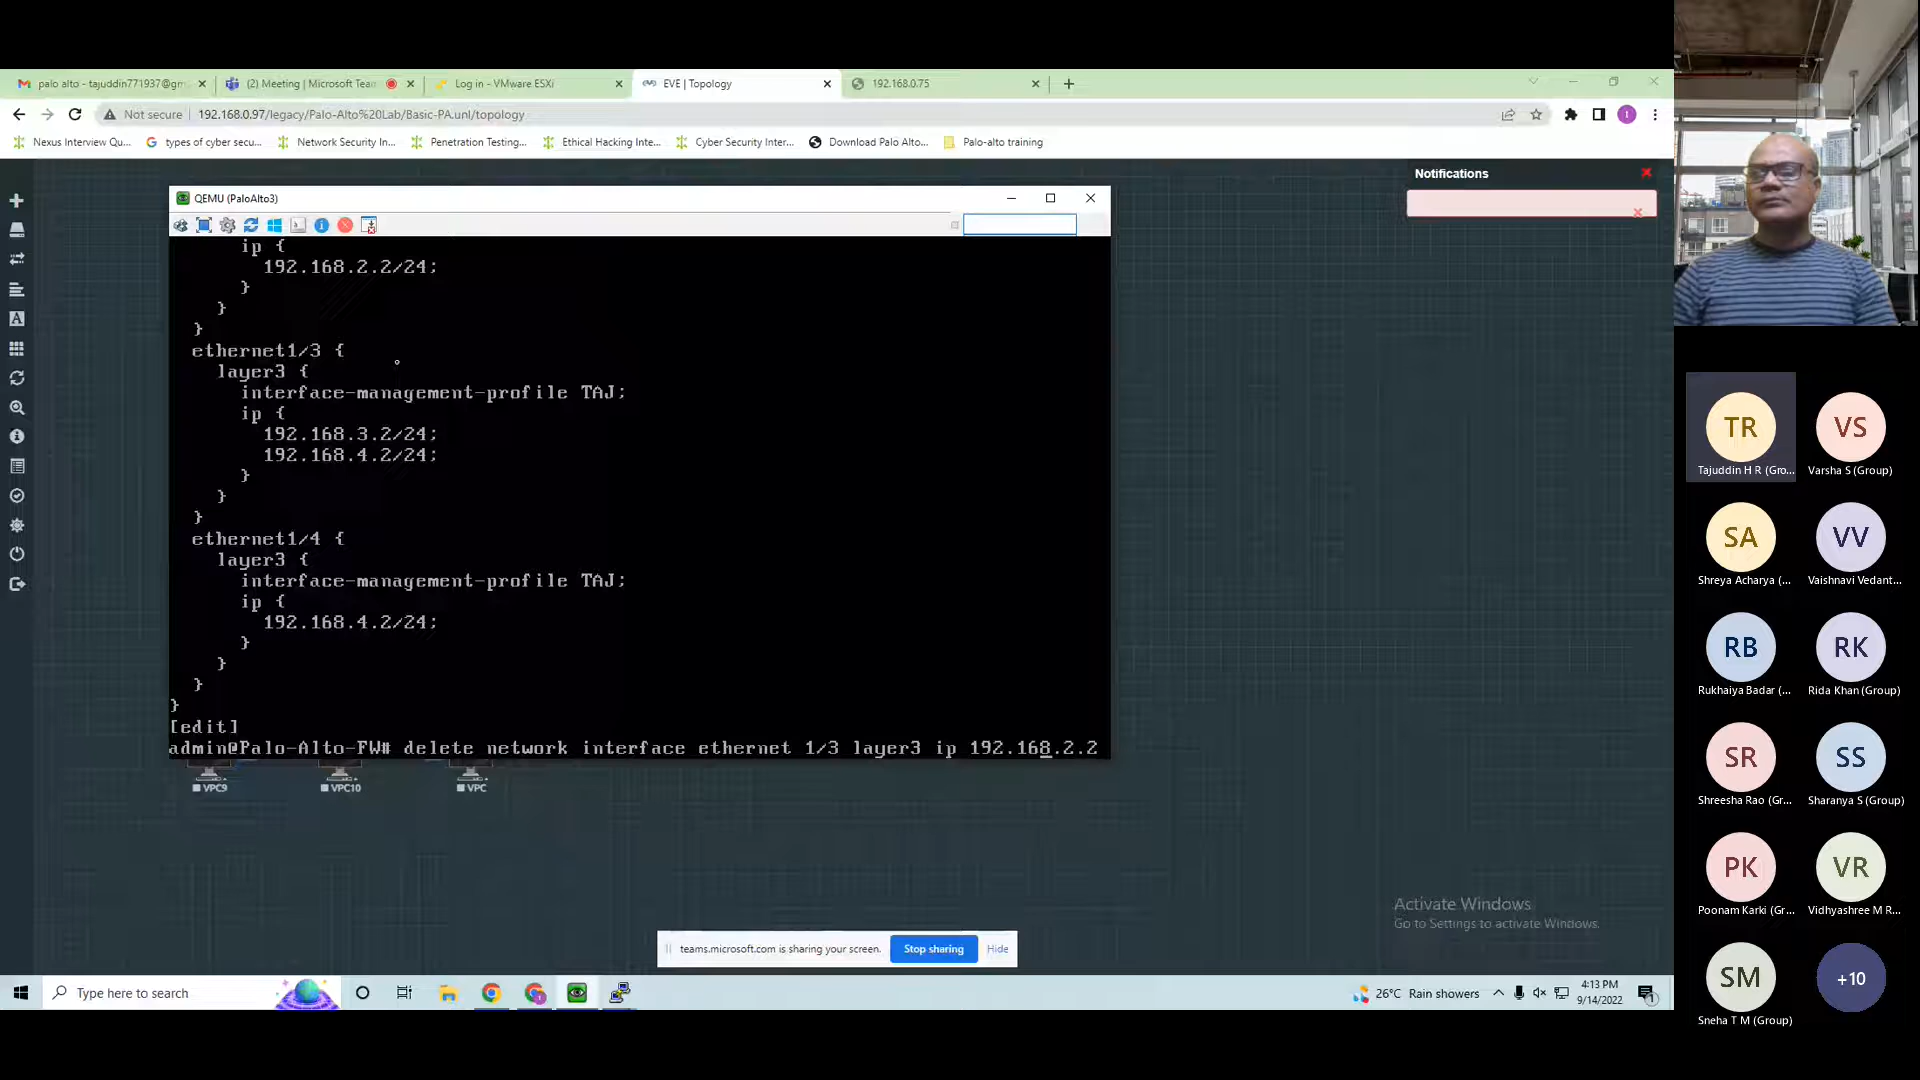 palo alto - tajuddin771937@gm
(2) Meeting | Microsoft Team
Log in - VMware ESXi
EVE | Topology
192.168.0.75
Not secure
192.168.0.97/legacy/Palo-Alto%20Lab/Basic-PA.unl/topology
Nexus Interview Qu...
types of cyber secu...
Network Security In...
Penetration Testing...
Ethical Hacking Inte...
Cyber Security Inter...
Download Palo Alto...
Palo-alto training
Notifications
QEMU (PaloAlto3)
ip {
192.168.2.2/24;
}
}
}
ethernet1/3 {
layer3 {
interface-management-profile TAJ;
ip {
192.168.3.2/24;
192.168.4.2/24;
}
}
}
ethernet1/4 {
layer3 {
interface-management-profile TAJ;
ip {
192.168.4.2/24;
}
}
}
}
[edit]
admin@Palo-Alto-FW# delete network interface ethernet 1/3 layer3 ip 192.168.2.2
VPC9
VPC10
VPC
Activate Windows
Go to Settings to activate Windows.
teams.microsoft.com is sharing your screen.
Stop sharing
Hide
Type here to search
26°C Rain showers
4:13 PM
9/14/2022
1
TR
Tajuddin H R (Gro...
VS
Varsha S (Group)
SA
Shreya Acharya (...
VV
Vaishnavi Vedant...
RB
Rukhaiya Badar (...
RK
Rida Khan (Group)
SR
Shreesha Rao (Gr...
SS
Sharanya S (Group)
PK
Poonam Karki (Gr...
VR
Vidhyashree M R...
SM
Sneha T M (Group)
+10